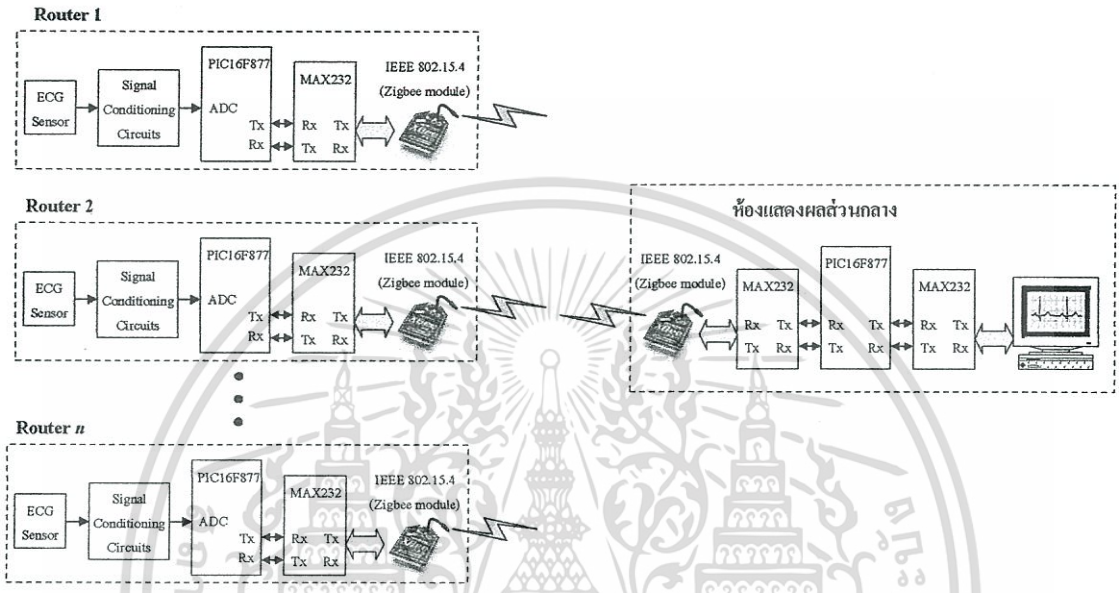 Router 1
ECG
Sensor
Signal
Conditioning
Circuits
PIC16F877
ADC
Tx
Rx
MAX232
Rx Tx
Tx Rx
IEEE 802.15.4
(Zigbee module)
Router 2
ECG
Sensor
Signal
Conditioning
Circuits
PIC16F877
ADC
Tx
Rx
MAX232
Rx Tx
Tx Rx
IEEE 802.15.4
(Zigbee module)
Router n
ECG
Sensor
Signal
Conditioning
Circuits
PIC16F877
ADC
Tx
Rx
MAX232
Rx Tx
Tx Rx
IEEE 802.15.4
(Zigbee module)
ห้องแสดงผลส่วนกลาง
IEEE 802.15.4
(Zigbee module)
MAX232
Rx Tx
Tx Rx
PIC16F877
Rx Tx
Tx Rx
MAX232
Rx Tx
Tx Rx